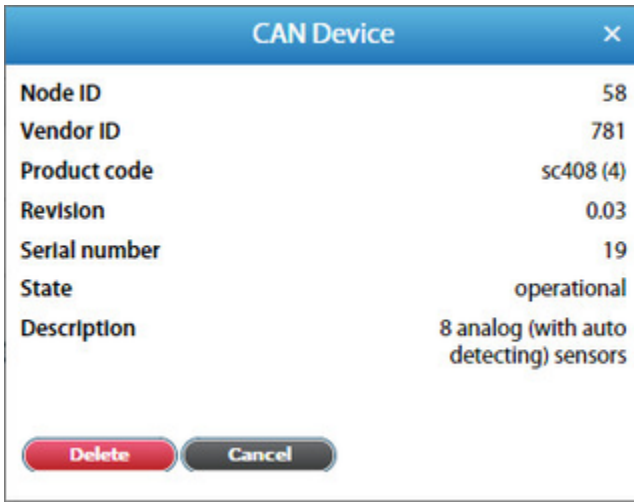 CAN Device ×
Node ID 58
Vendor ID 781
Product code sc408 (4)
Revision 0.03
Serial number 19
State operational
Description 8 analog (with auto
detecting) sensors
Delete Cancel